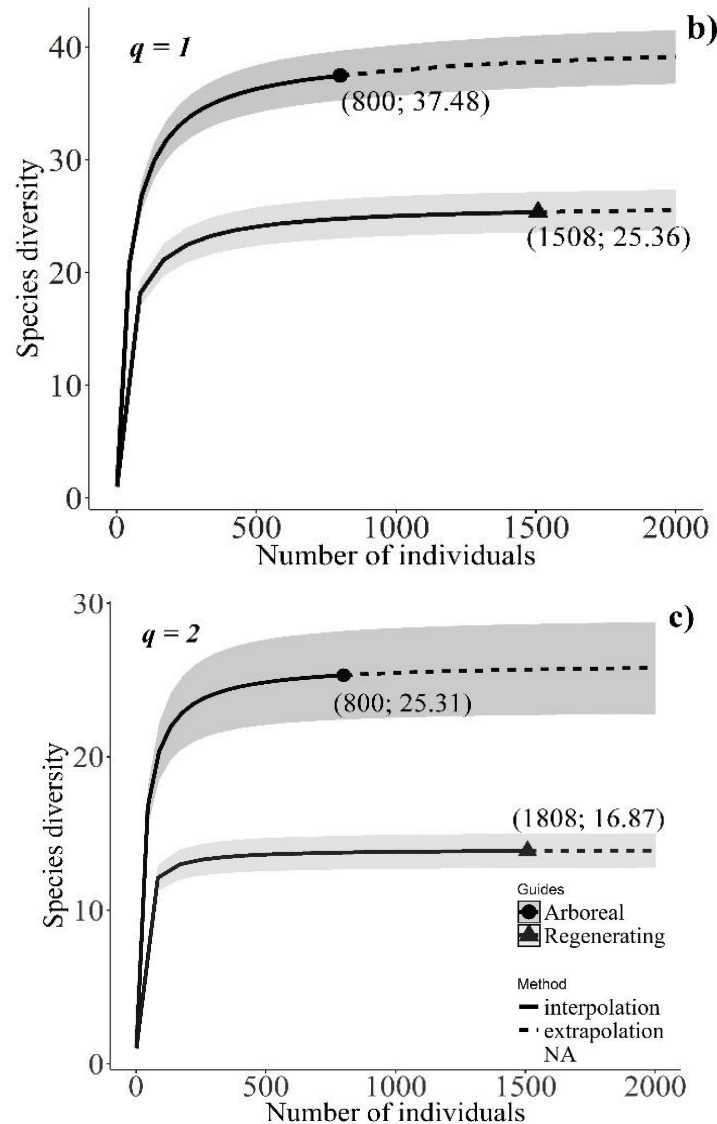 b)
q = 1
40
30
20
10
0
Species diversity
(800; 37.48)
(1508; 25.36)
0 500 1000 1500 2000
Number of individuals
c)
q = 2
30
20
10
0
Species diversity
(800; 25.31)
(1808; 16.87)
Guides
Arboreal
Regenerating
Method
interpolation
extrapolation
NA
0 500 1000 1500 2000
Number of individuals